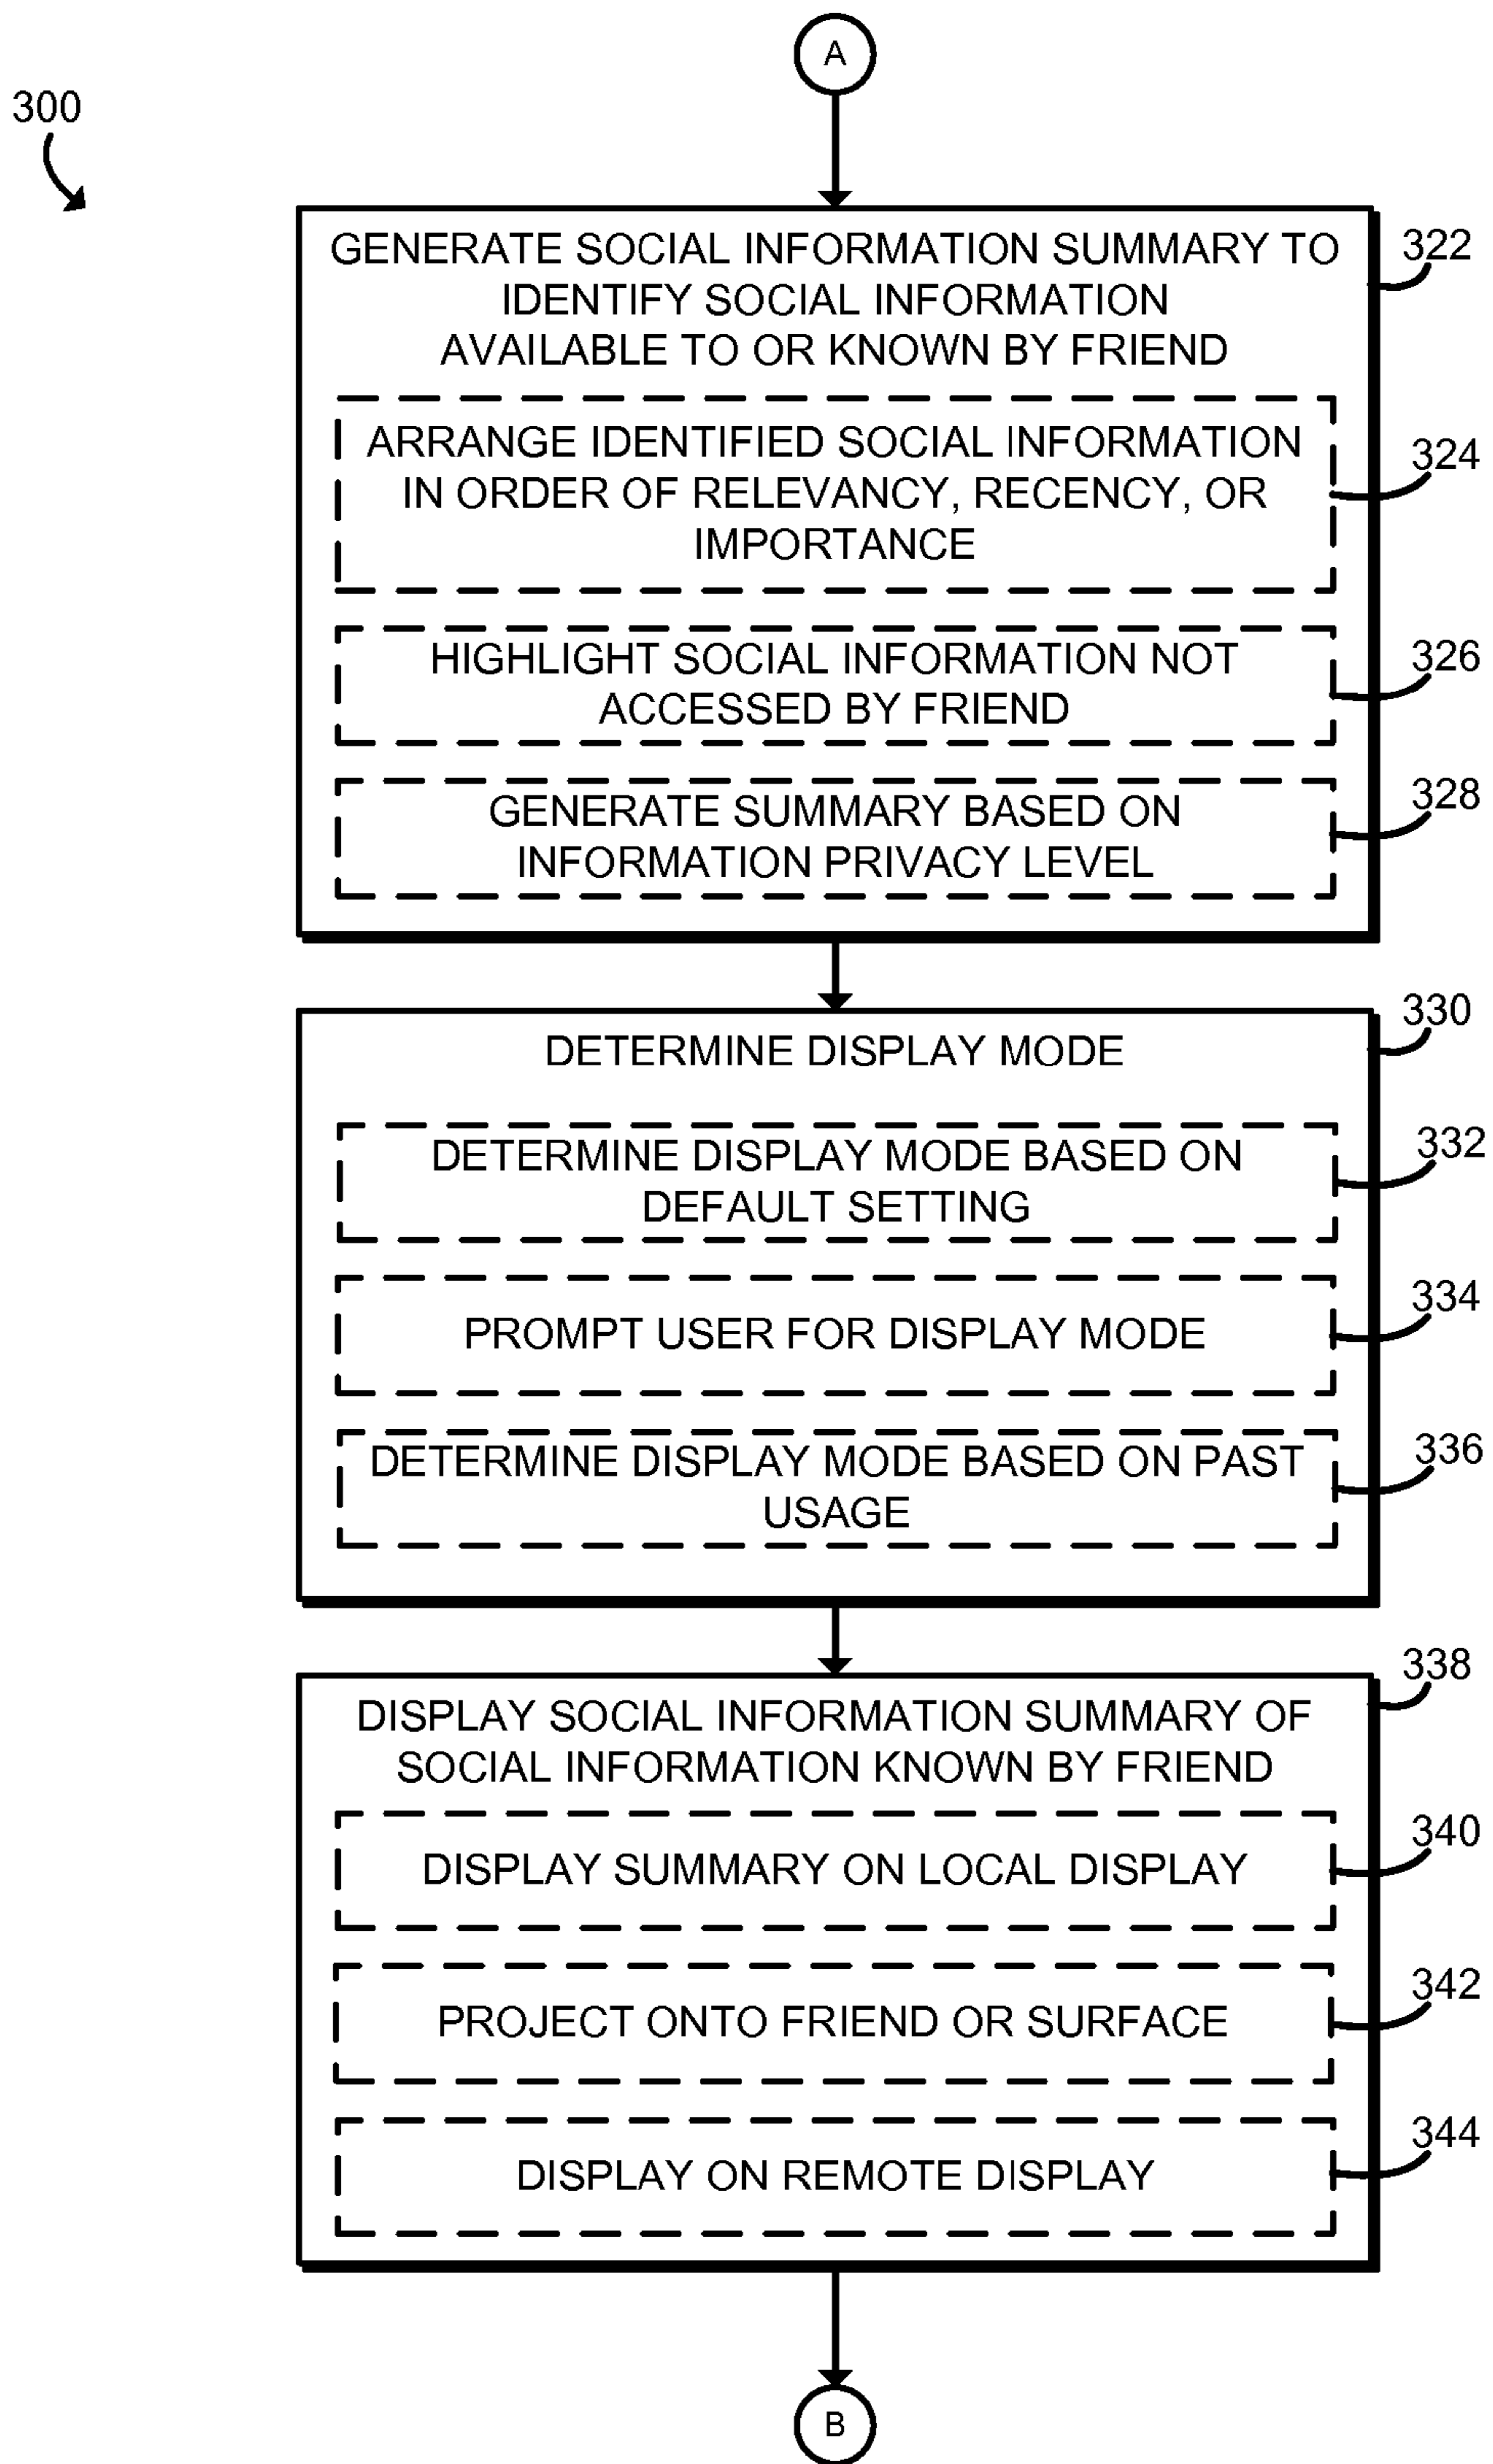 A
300
GENERATE SOCIAL INFORMATION SUMMARY TO
IDENTIFY SOCIAL INFORMATION
AVAILABLE TO OR KNOWN BY FRIEND
322
ARRANGE IDENTIFIED SOCIAL INFORMATION
IN ORDER OF RELEVANCY, RECENCY, OR
IMPORTANCE
324
HIGHLIGHT SOCIAL INFORMATION NOT
ACCESSED BY FRIEND
326
GENERATE SUMMARY BASED ON
INFORMATION PRIVACY LEVEL
328
DETERMINE DISPLAY MODE
330
DETERMINE DISPLAY MODE BASED ON
DEFAULT SETTING
332
PROMPT USER FOR DISPLAY MODE
334
DETERMINE DISPLAY MODE BASED ON PAST
USAGE
336
DISPLAY SOCIAL INFORMATION SUMMARY OF
SOCIAL INFORMATION KNOWN BY FRIEND
338
DISPLAY SUMMARY ON LOCAL DISPLAY
340
PROJECT ONTO FRIEND OR SURFACE
342
DISPLAY ON REMOTE DISPLAY
344
B